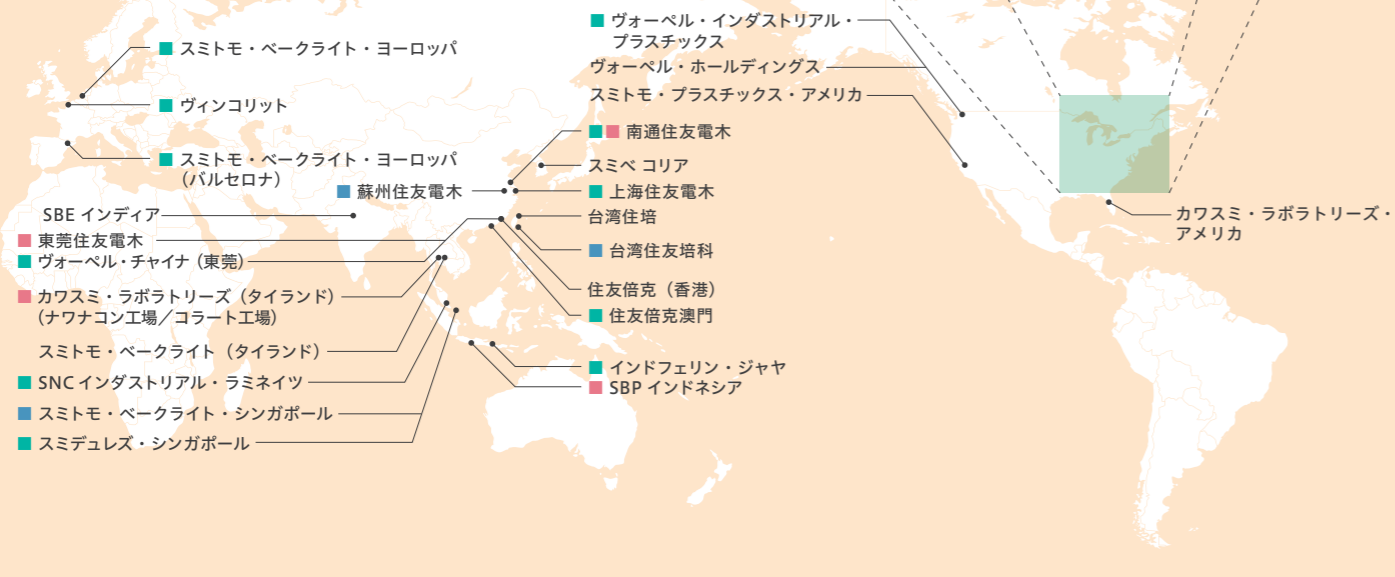 スミトモ・ベークライト・ヨーロッパ
ヴィンコリット
スミトモ・ベークライト・ヨーロッパ
（バルセロナ）
蘇州住友電木
SBE インディア
東莞住友電木
ヴォーペル・チャイナ（東莞）
カワスミ・ラボラトリーズ（タイランド）
（ナワナコン工場／コラート工場）
スミトモ・ベークライト（タイランド）
SNC インダストリアル・ラミネイツ
スミトモ・ベークライト・シンガポール
スミデュレズ・シンガポール
ヴォーペル・インダストリアル・
プラスチックス
ヴォーペル・ホールディングス
スミトモ・プラスチックス・アメリカ
南通住友電木
スミベ コリア
上海住友電木
台湾住培
台湾住友培科
住友倍克（香港）
住友倍克澳門
インドフェリン・ジャヤ
SBP インドネシア
カワスミ・ラボラトリーズ・
アメリカ